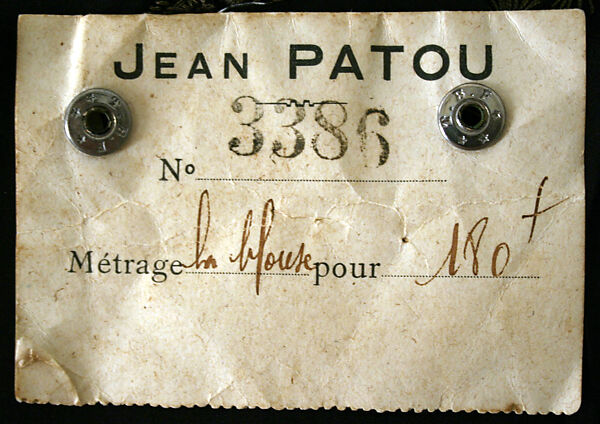 JEAN PATOU
3386
Nº
Métrage la blouse pour 180